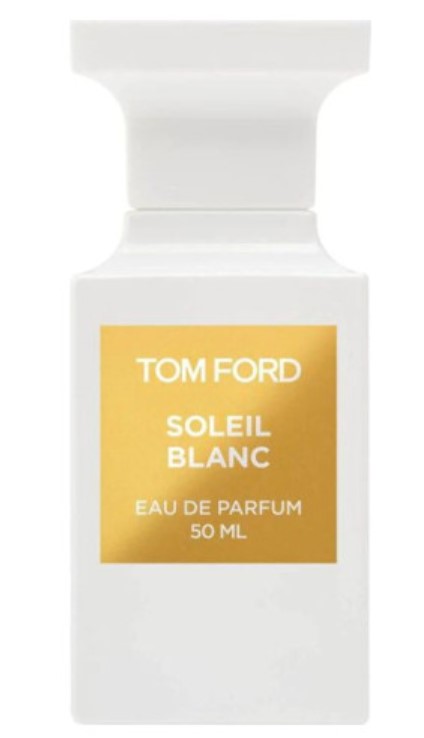 TOM FORD
SOLEIL
BLANC
EAU DE PARFUM
50 ML